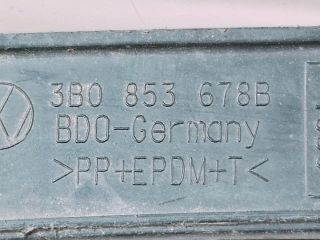 3B0 853 678B
BDO-Germany
>PP+EPDM+T<